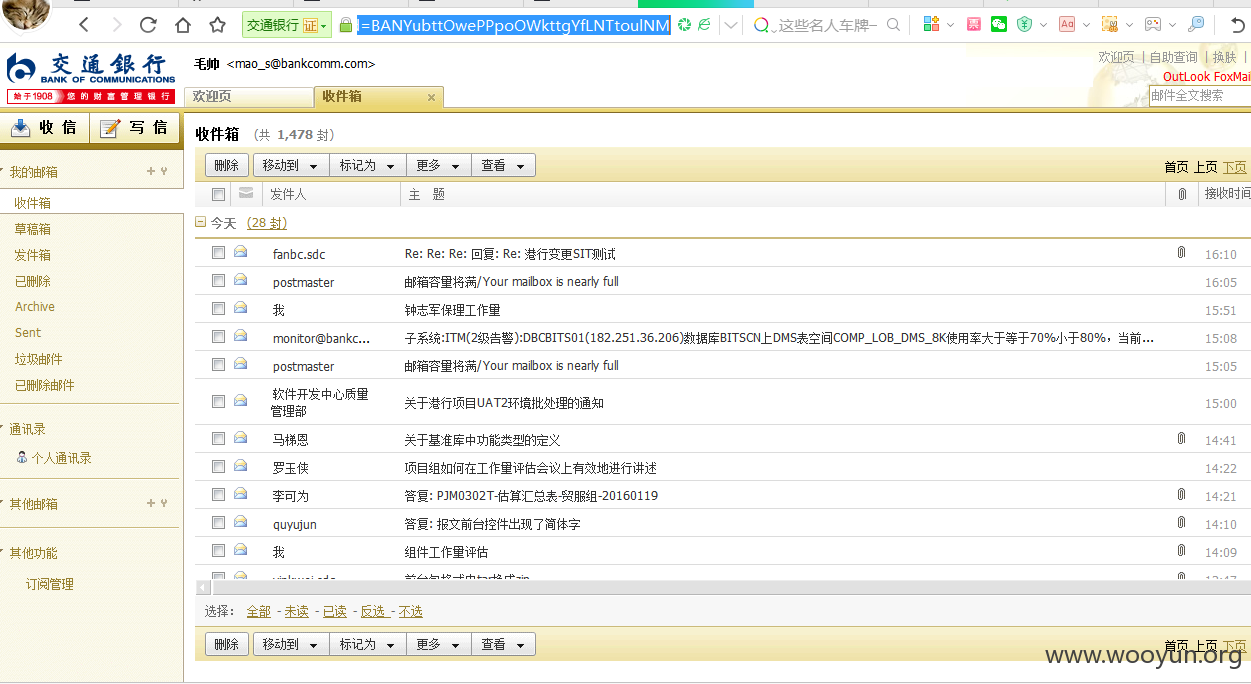 交通银行 证 =BANYubttOwePPpoOWkttgYfLNTtoulNM 这些名人车牌-
交通銀行
BANK OF COMMUNICATIONS
始于1908 您的财富管理银行
毛帅 <mao_s@bankcomm.com>
欢迎页 | 自助查询 | 换肤 |
OutLook FoxMai
欢迎页 收件箱 ×
邮件全文搜索
收 信 写 信
收件箱 (共 1,478 封)
删除 移动到 标记为 更多 查看
首页 上页 下页
发件人 主 题 接收时间
今天 (28 封)
fanbc.sdc Re: Re: Re: 回复: Re: 港行变更SIT测试 16:10
postmaster 邮箱容量将满/Your mailbox is nearly full 16:05
我 钟志军保理工作量 15:51
monitor@bankc... 子系统:ITM(2级告警):DBCBITS01(182.251.36.206)数据库BITSCN上DMS表空间COMP_LOB_DMS_8K使用率大于等于70%小于80%，当前... 15:08
postmaster 邮箱容量将满/Your mailbox is nearly full 15:05
软件开发中心质量
管理部 关于港行项目UAT2环境批处理的通知 15:00
马梯恩 关于基准库中功能类型的定义 14:41
罗玉侠 项目组如何在工作量评估会议上有效地进行讲述 14:22
李可为 答复: PJM0302T-估算汇总表-贸服组-20160119 14:21
quyujun 答复: 报文前台控件出现了简体字 14:10
我 组件工作量评估 14:09
选择: 全部 - 未读 - 已读 - 反选 - 不选
删除 移动到 标记为 更多 查看
首页 上页 下页
我的邮箱
收件箱
草稿箱
发件箱
已删除
Archive
Sent
垃圾邮件
已删除邮件
通讯录
个人通讯录
其他邮箱
其他功能
订阅管理
www.wooyun.org